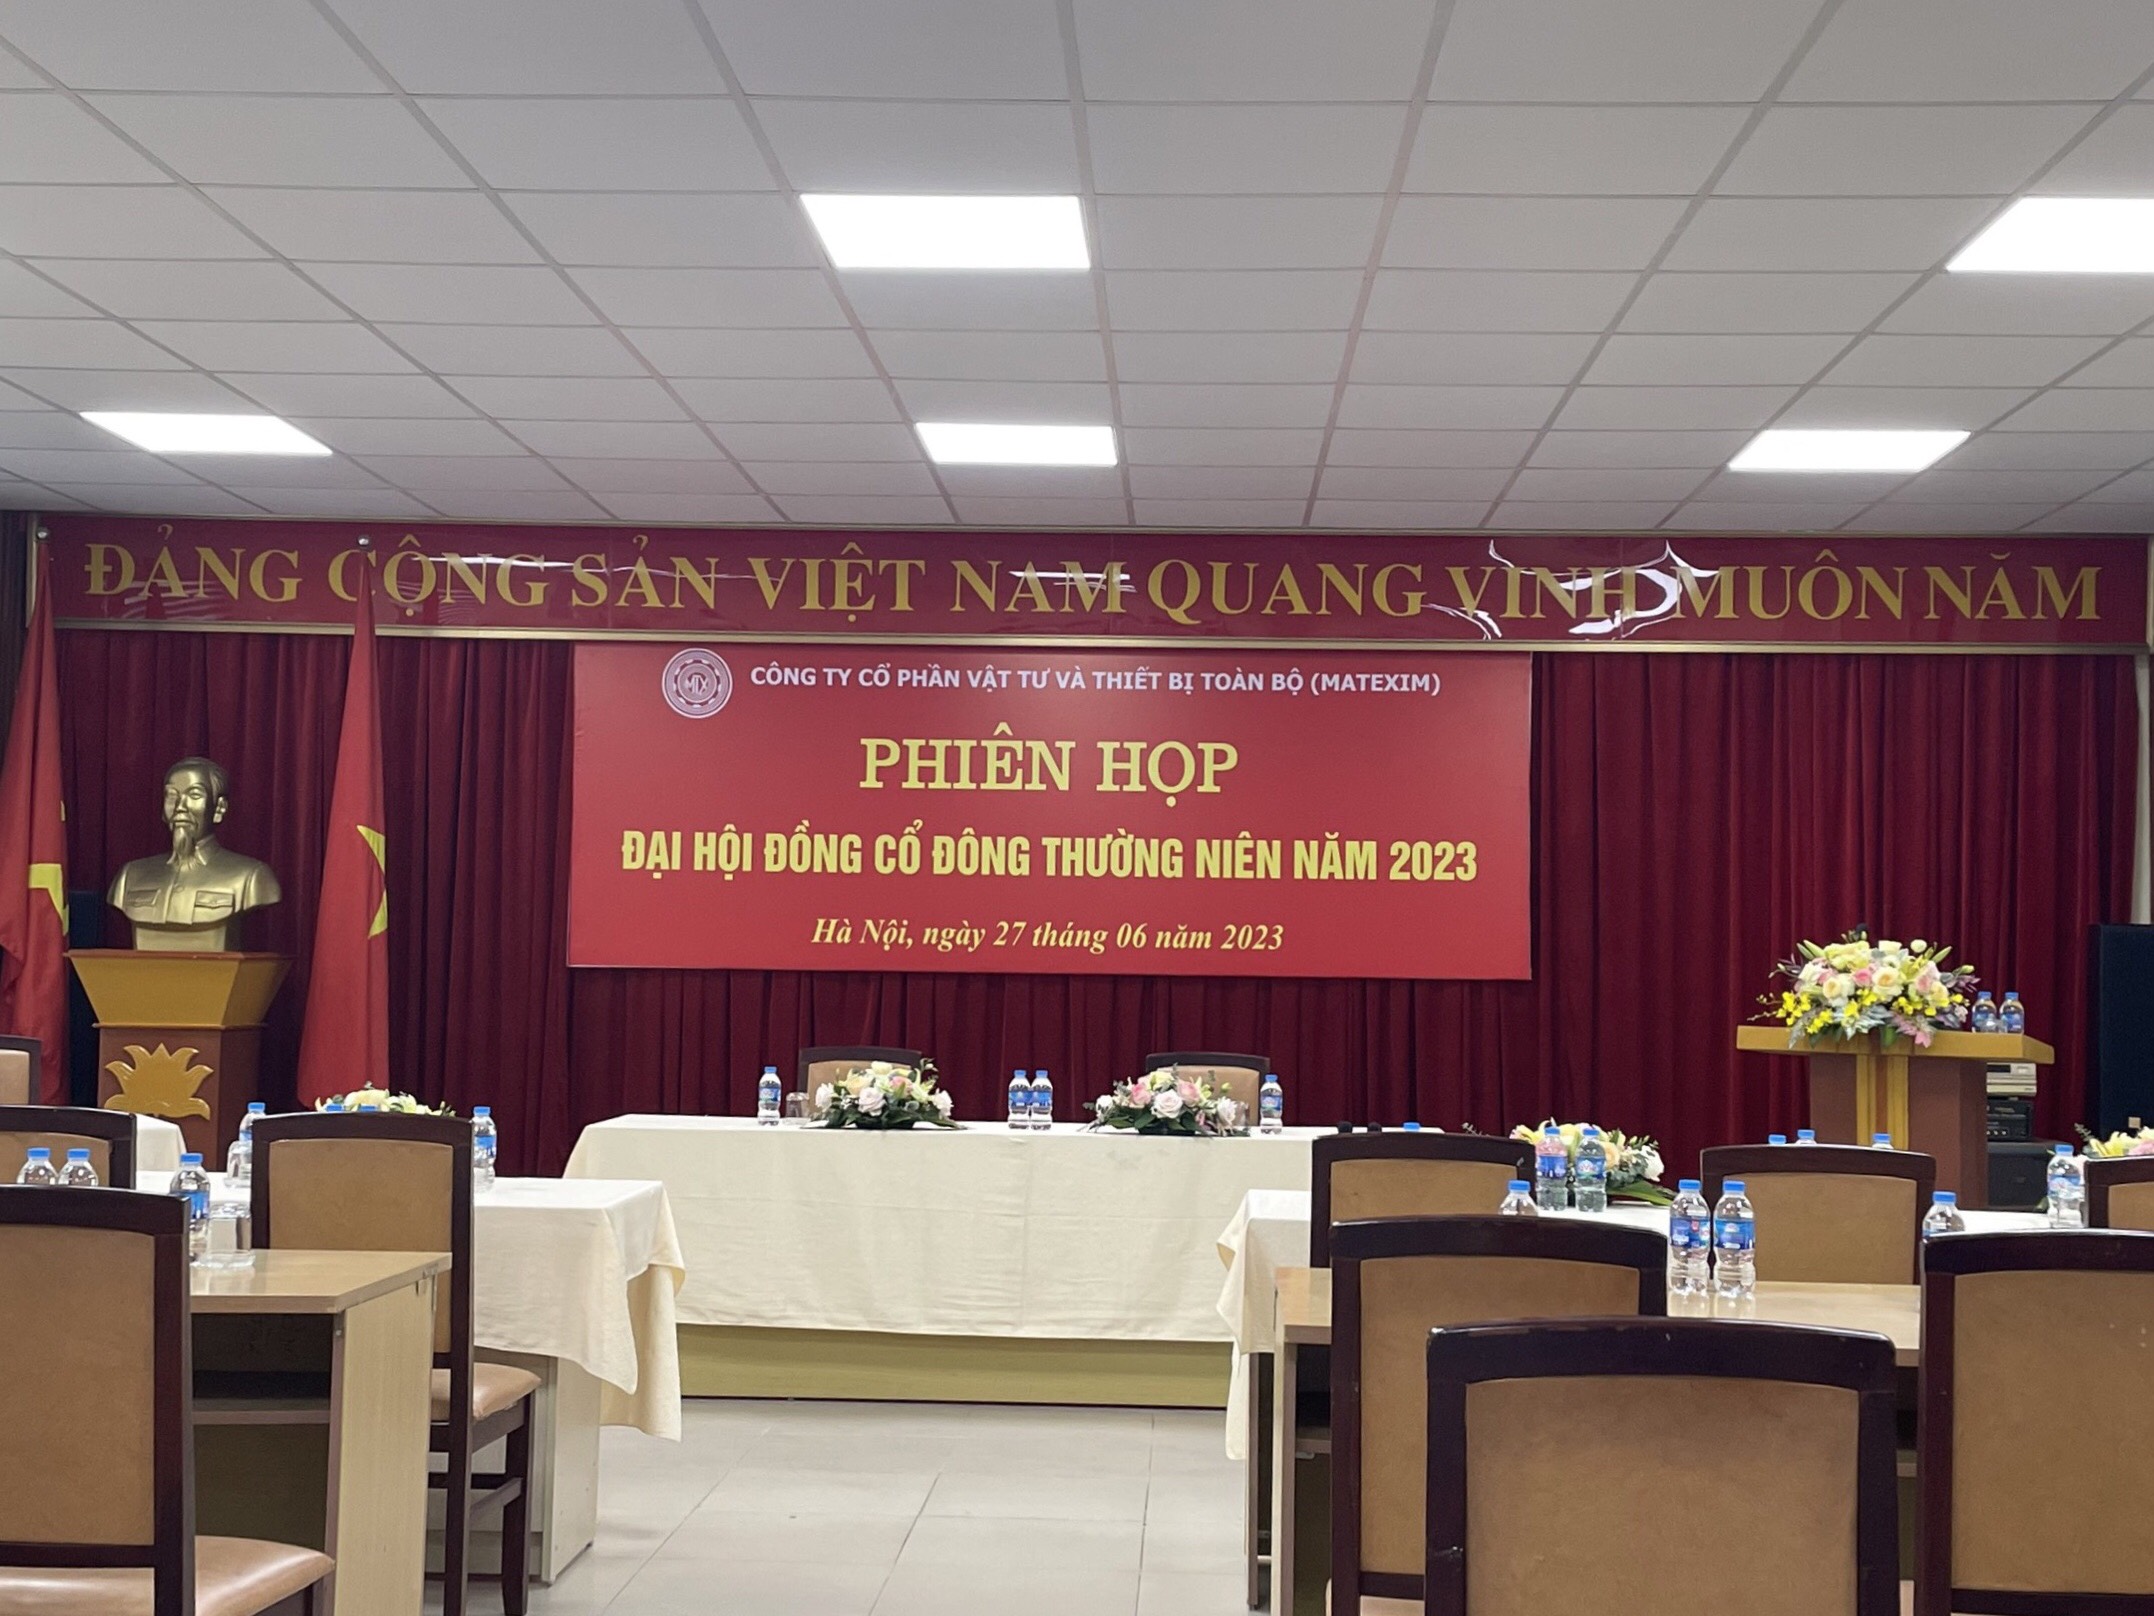 ĐẢNG CỘNG SẢN VIỆT NAM QUANG VINH MUÔN NĂM
CÔNG TY CỔ PHẦN VẬT TƯ VÀ THIẾT BỊ TOÀN BỘ (MATEXIM)
PHIÊN HỌP
ĐẠI HỘI ĐỒNG CỔ ĐÔNG THƯỜNG NIÊN NĂM 2023
Hà Nội, ngày 27 tháng 06 năm 2023